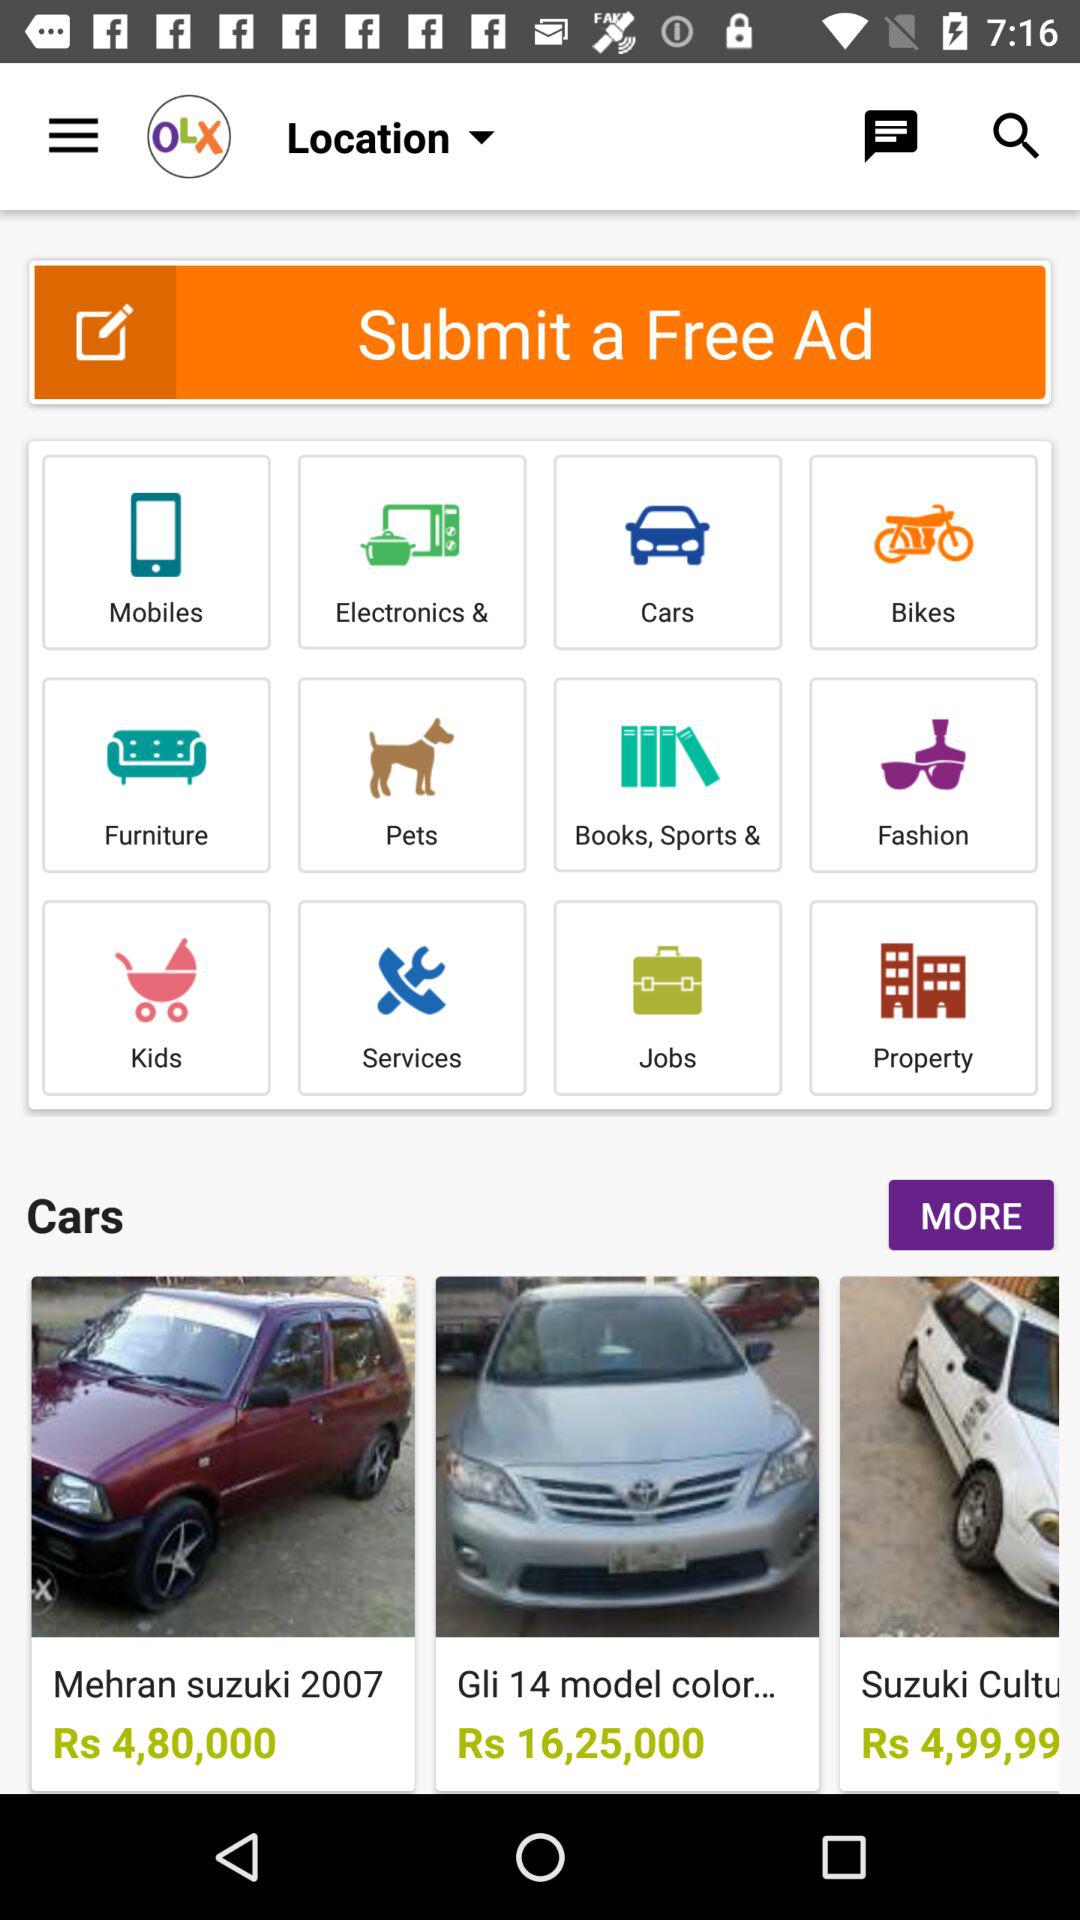 FAK
7:16
OLX
Location
Submit a Free Ad
Mobiles
Electronics &
Cars
Bikes
Furniture
Pets
Books, Sports &
Fashion
Kids
Services
Jobs
Property
Cars
MORE
Mehran suzuki 2007
Gli 14 model color...
Suzuki Cultu
Rs 4,80,000
Rs 16,25,000
Rs 4,99,99